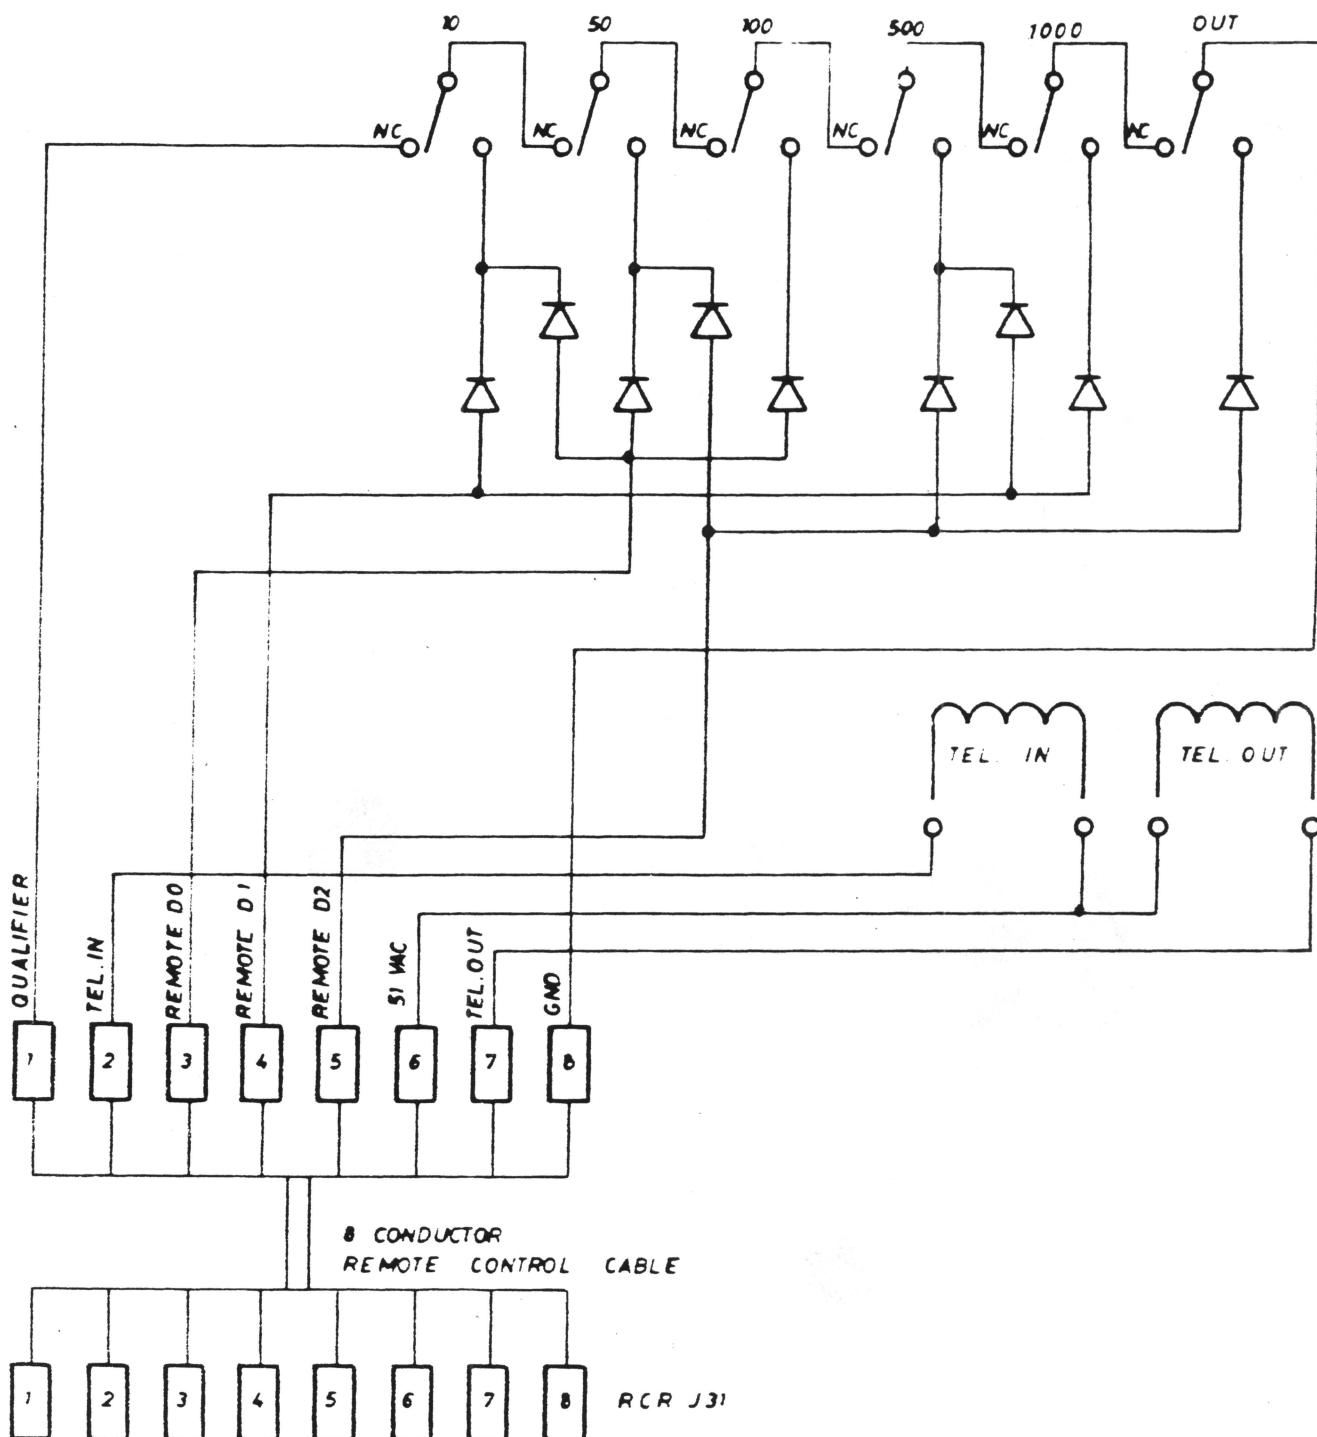 10 50 100 500 1000 OUT
NC NC NC NC NC NC
TEL. IN TEL. OUT
QUALIFIER
TEL. IN
REMOTE D0
REMOTE D1
REMOTE D2
51 VAC
TEL. OUT
GND
1 2 3 4 5 6 7 8
8 CONDUCTOR
REMOTE CONTROL CABLE
1 2 3 4 5 6 7 8 RCR J31